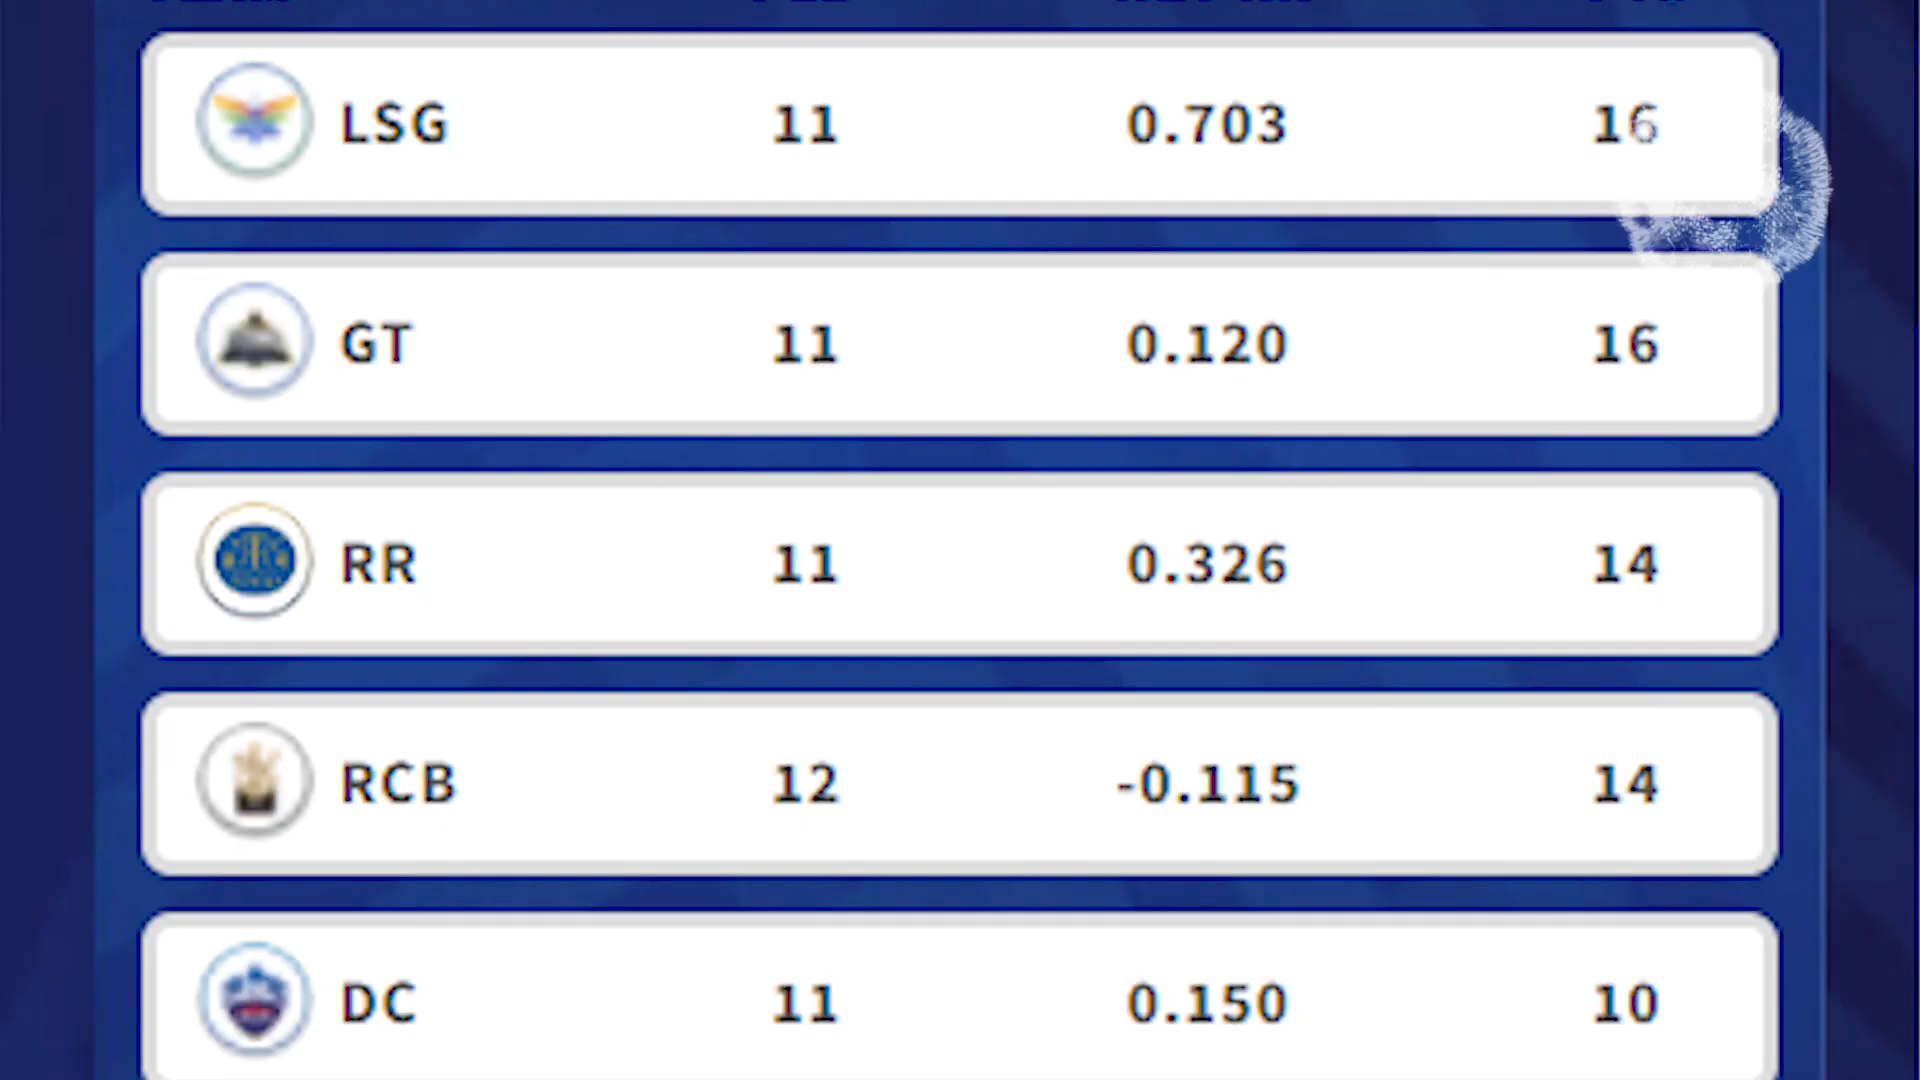 LSG 11 0.703 16
GT 11 0.120 16
RR 11 0.326 14
RCB 12 -0.115 14
DC 11 0.150 10